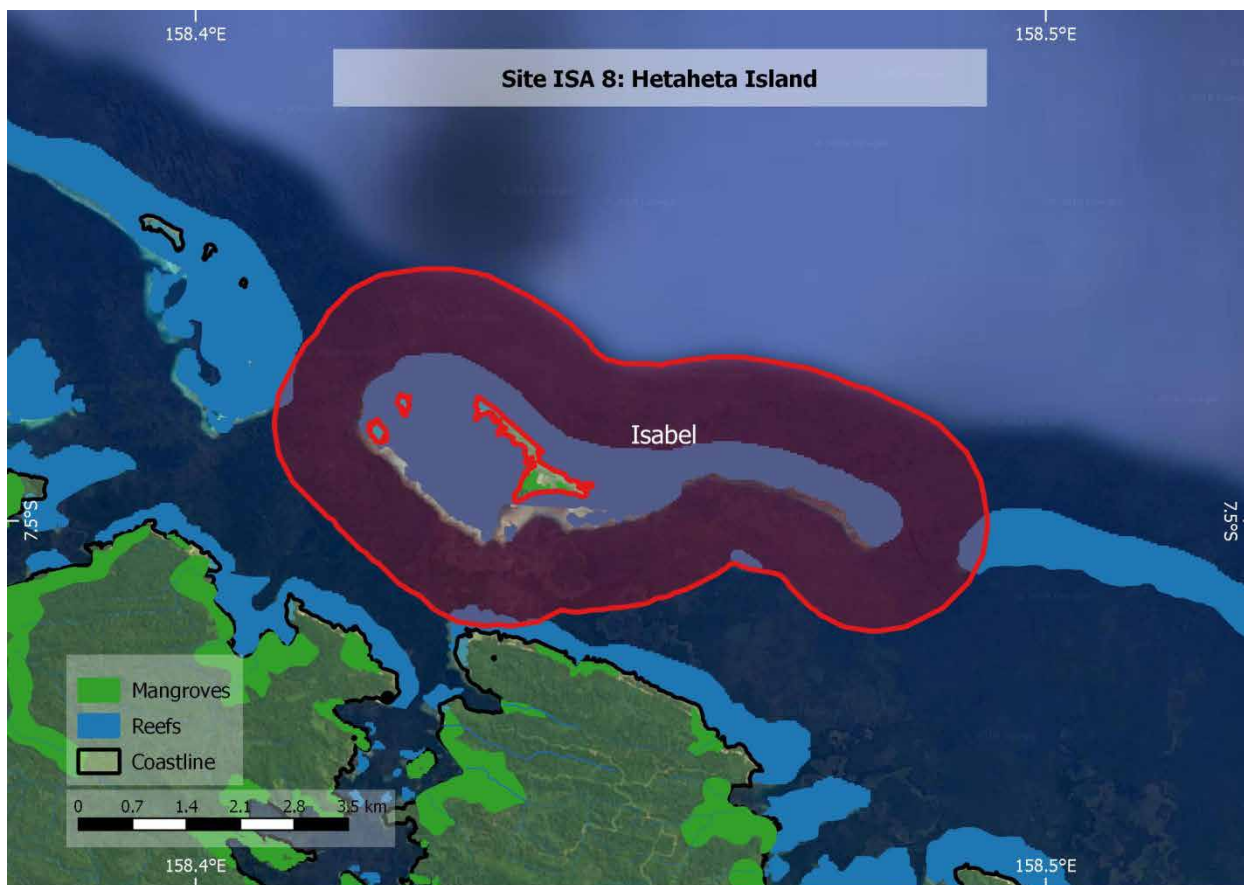 158.4°E
158.5°E
Site ISA 8: Hetaheta Island
Isabel
7.5°S
7.5°S
Mangroves
Reefs
Coastline
0 0.7 1.4 2.1 2.8 3.5 km
158.4°E
158.5°E